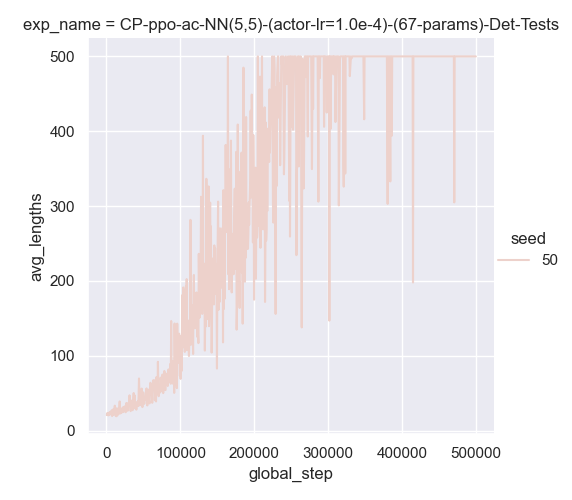 exp_name = CP-ppo-ac-NN(5,5)-(actor-lr=1.0e-4)-(67-params)-Det-Tests
500
400
300
200
100
0
avg_lengths
seed
50
0 100000 200000 300000 400000 500000
global_step